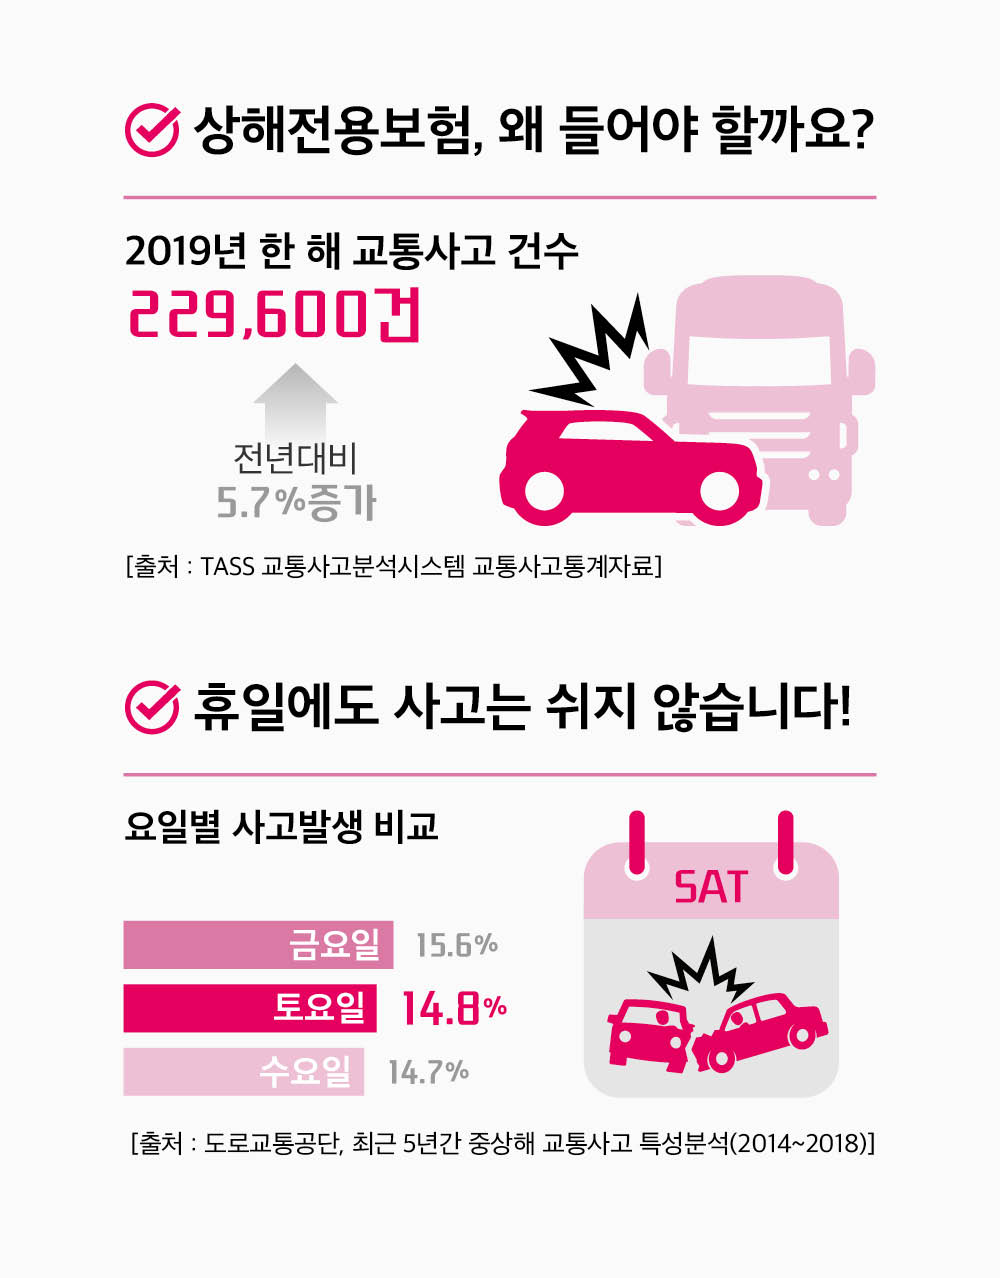 상해전용보험, 왜 들어야 할까요?
2019년 한 해 교통사고 건수
229,600건
전년대비
5.7%증가
[출처 : TASS 교통사고분석시스템 교통사고통계자료]
휴일에도 사고는 쉬지 않습니다!
요일별 사고발생 비교
SAT
금요일 15.6%
토요일 14.8%
수요일 14.7%
[출처 : 도로교통공단, 최근 5년간 중상해 교통사고 특성분석(2014~2018)]